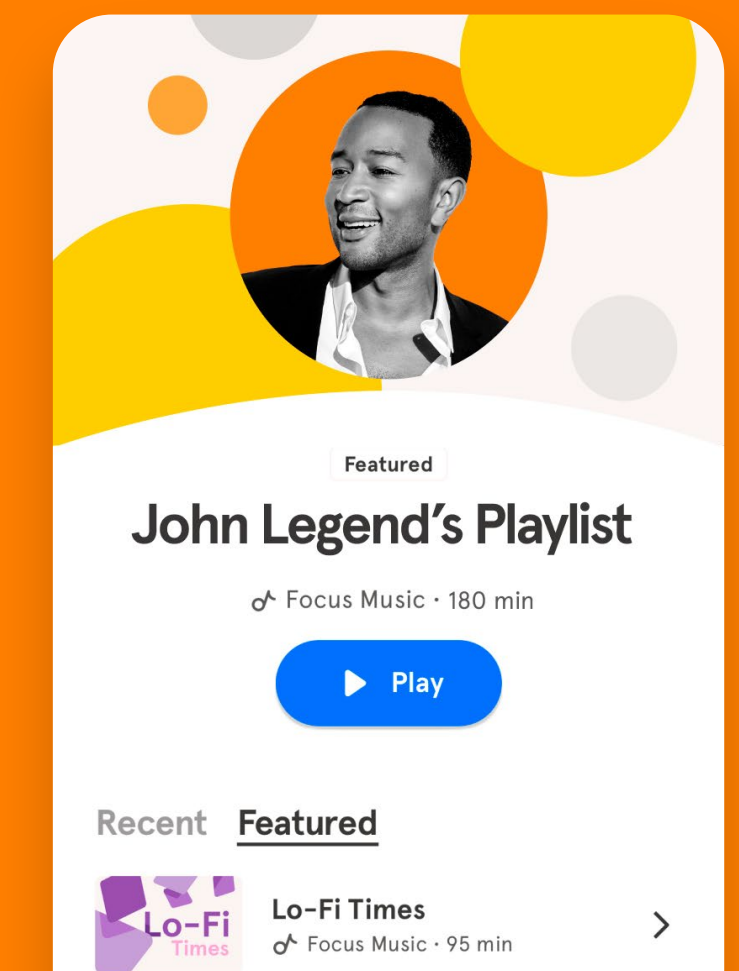 Featured
John Legend’s Playlist
Focus Music · 180 min
Play
Recent Featured
Lo-Fi
Times
Lo-Fi Times
Focus Music · 95 min